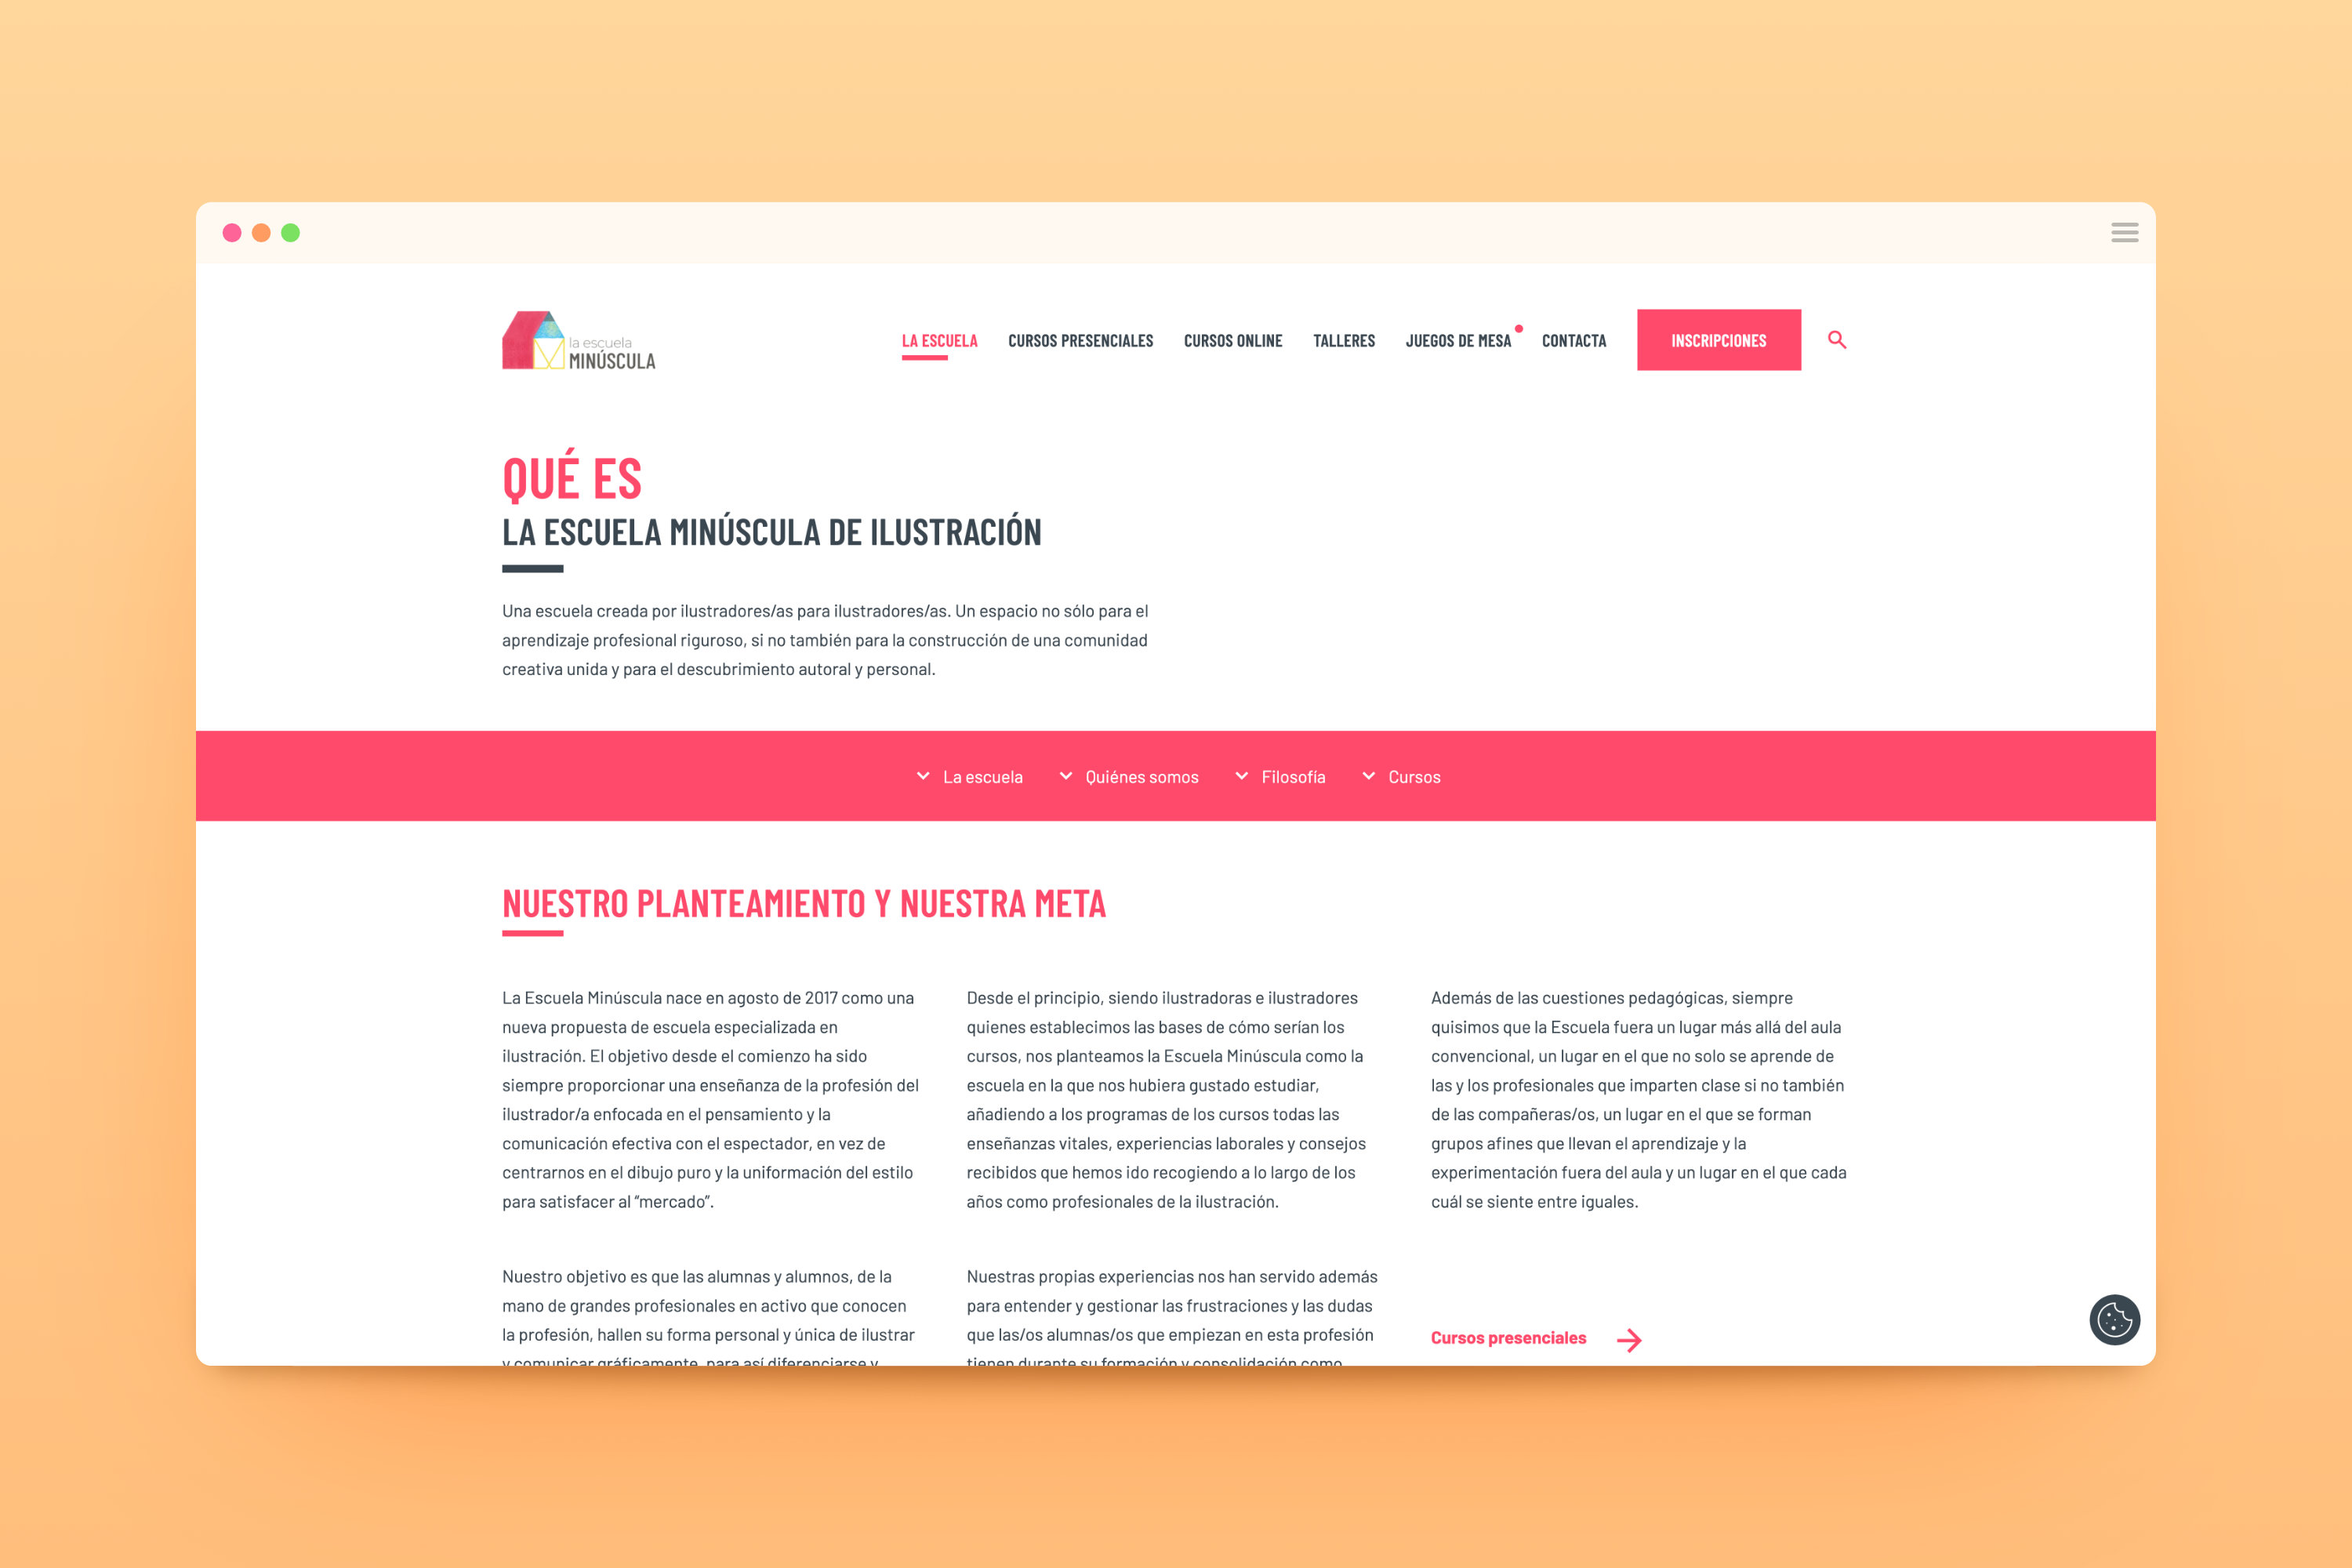 la escuela
MINÚSCULA
LA ESCUELA
CURSOS PRESENCIALES
CURSOS ONLINE
TALLERES
JUEGOS DE MESA
CONTACTA
INSCRIPCIONES
QUÉ ES
LA ESCUELA MINÚSCULA DE ILUSTRACIÓN
Una escuela creada por ilustradores/as para ilustradores/as. Un espacio no sólo para el
aprendizaje profesional riguroso, si no también para la construcción de una comunidad
creativa unida y para el descubrimiento autoral y personal.
La escuela
Quiénes somos
Filosofía
Cursos
NUESTRO PLANTEAMIENTO Y NUESTRA META
La Escuela Minúscula nace en agosto de 2017 como una
nueva propuesta de escuela especializada en
ilustración. El objetivo desde el comienzo ha sido
siempre proporcionar una enseñanza de la profesión del
ilustrador/a enfocada en el pensamiento y la
comunicación efectiva con el espectador, en vez de
centrarnos en el dibujo puro y la uniformación del estilo
para satisfacer al “mercado”.
Nuestro objetivo es que las alumnas y alumnos, de la
mano de grandes profesionales en activo que conocen
la profesión, hallen su forma personal y única de ilustrar
y comunicar gráficamente, para así diferenciarse y
Desde el principio, siendo ilustradoras e ilustradores
quienes establecimos las bases de cómo serían los
cursos, nos planteamos la Escuela Minúscula como la
escuela en la que nos hubiera gustado estudiar,
añadiendo a los programas de los cursos todas las
enseñanzas vitales, experiencias laborales y consejos
recibidos que hemos ido recogiendo a lo largo de los
años como profesionales de la ilustración.
Nuestras propias experiencias nos han servido además
para entender y gestionar las frustraciones y las dudas
que las/os alumnas/os que empiezan en esta profesión
tienen durante su formación y consolidación como
Además de las cuestiones pedagógicas, siempre
quisimos que la Escuela fuera un lugar más allá del aula
convencional, un lugar en el que no solo se aprende de
las y los profesionales que imparten clase si no también
de las compañeras/os, un lugar en el que se forman
grupos afines que llevan el aprendizaje y la
experimentación fuera del aula y un lugar en el que cada
cuál se siente entre iguales.
Cursos presenciales